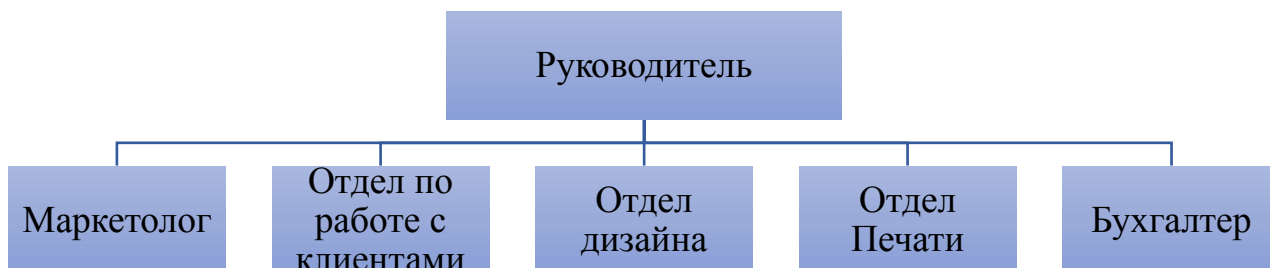 Руководитель
Маркетолог
Отдел по
работе с
клиентами
Отдел
дизайна
Отдел
Печати
Бухгалтер